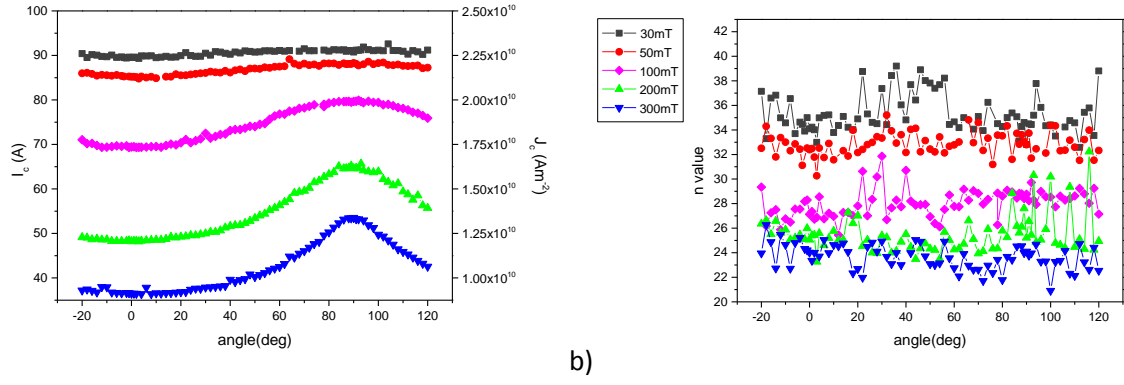 100
90
80
70
60
50
40
I_c (A)
-20 0 20 40 60 80 100 120
angle(deg)
2.50x10^10
2.25x10^10
2.00x10^10
1.75x10^10
1.50x10^10
1.25x10^10
1.00x10^10
J_c (Am^-2)
30mT
50mT
100mT
200mT
300mT
b)
n value
42
40
38
36
34
32
30
28
26
24
22
20
-20 0 20 40 60 80 100 120
angle(deg)